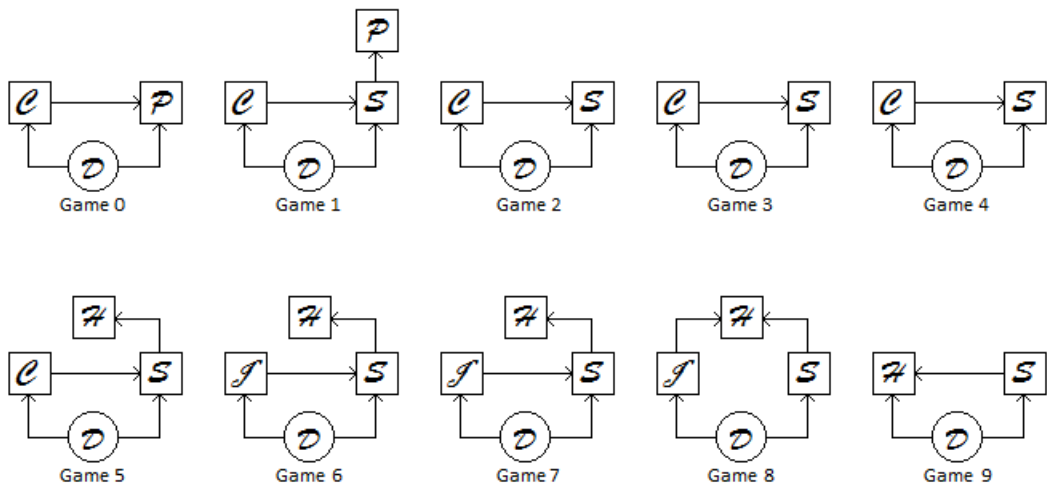 P
C P C S C S C S C S
D D D D D
Game 0 Game 1 Game 2 Game 3 Game 4
H H H H
C S I S I S I S H S
D D D D D
Game 5 Game 6 Game 7 Game 8 Game 9